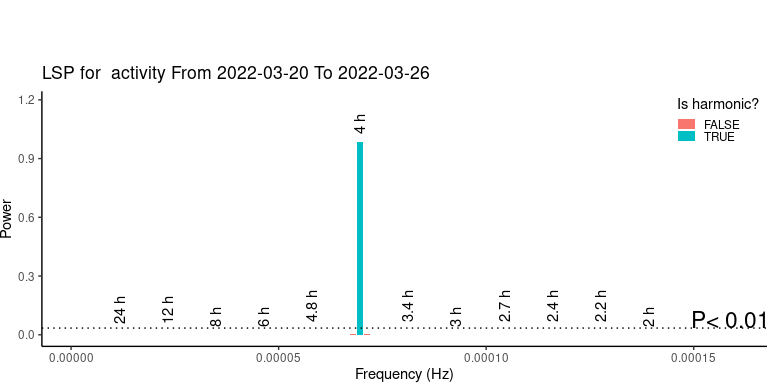 LSP for  activity From 2022-03-20 To 2022-03-26
Is harmonic?
FALSE
TRUE
1.2
0.9
0.6
0.3
0.0
Power
24 h
12 h
8 h
6 h
4.8 h
4 h
3.4 h
3 h
2.7 h
2.4 h
2.2 h
2 h
P< 0.01
0.00000
0.00005
0.00010
0.00015
Frequency (Hz)